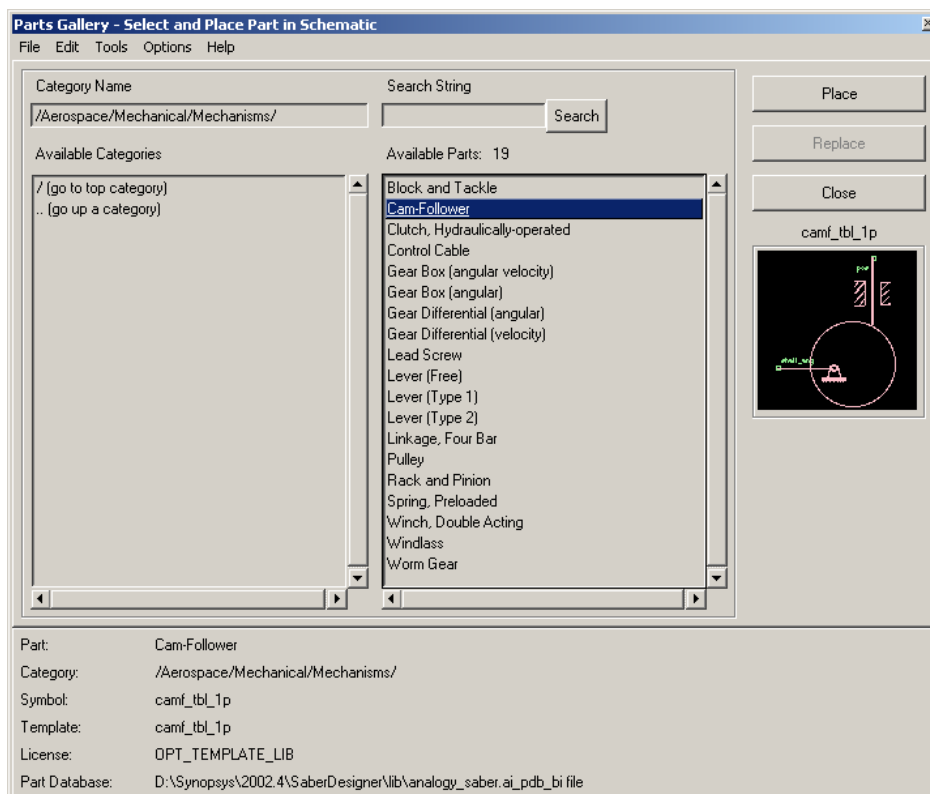 Parts Gallery - Select and Place Part in Schematic
File Edit Tools Options Help
Category Name
Search String
/Aerospace/Mechanical/Mechanisms/
Search
Place
Replace
Close
Available Categories
Available Parts: 19
/ (go to top category)
.. (go up a category)
Block and Tackle
Cam-Follower
Clutch, Hydraulically-operated
Control Cable
Gear Box (angular velocity)
Gear Box (angular)
Gear Differential (angular)
Gear Differential (velocity)
Lead Screw
Lever (Free)
Lever (Type 1)
Lever (Type 2)
Linkage, Four Bar
Pulley
Rack and Pinion
Spring, Preloaded
Winch, Double Acting
Windlass
Worm Gear
camf_tbl_1p
Part: Cam-Follower
Category: /Aerospace/Mechanical/Mechanisms/
Symbol: camf_tbl_1p
Template: camf_tbl_1p
License: OPT_TEMPLATE_LIB
Part Database: D:\Synopsys\2002.4\SaberDesigner\lib\analogy_saber.ai_pdb_bi file